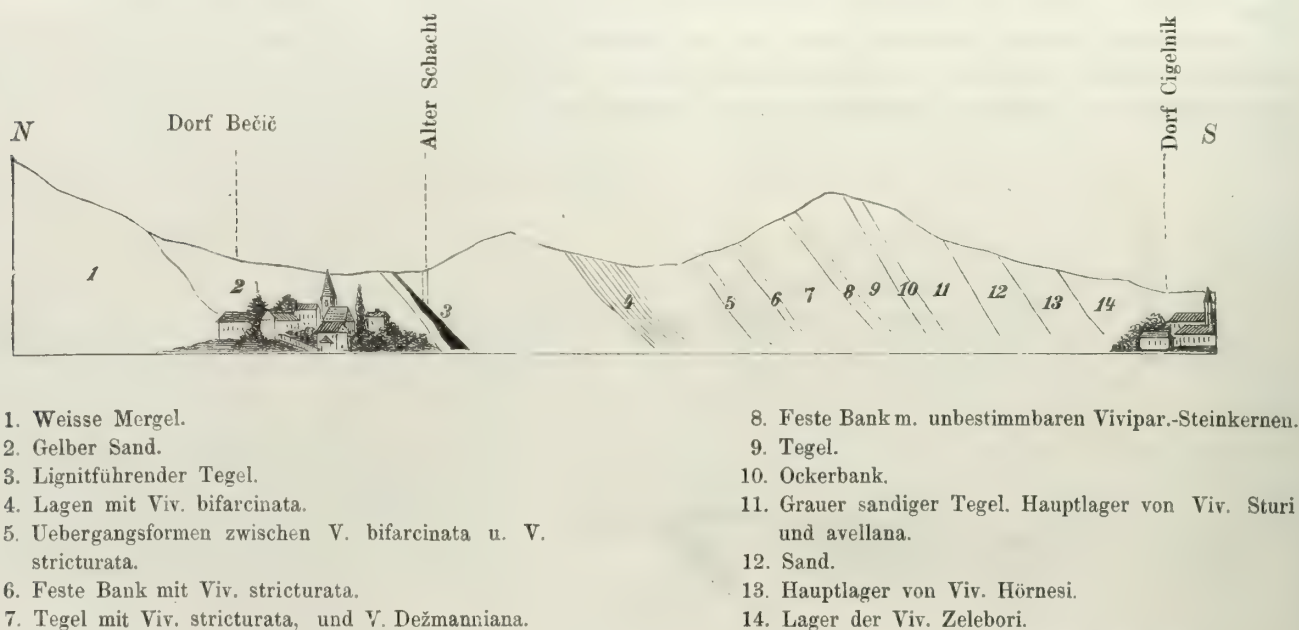 Alter Schacht
Dorf Cigelnik
N
Dorf Bečič
S
1
2
3
4
5
6
7
8
9
10
11
12
13
14
1. Weisse Mergel.
2. Gelber Sand.
3. Lignitführender Tegel.
4. Lagen mit Viv. bifarcinata.
5. Uebergangsformen zwischen V. bifarcinata u. V.
stricturata.
6. Feste Bank mit Viv. stricturata.
7. Tegel mit Viv. stricturata, und V. Dežmanniana.
8. Feste Bank m. unbestimmbaren Vivipar.-Steinkernen.
9. Tegel.
10. Ockerbank.
11. Grauer sandiger Tegel. Hauptlager von Viv. Sturi
und avellana.
12. Sand.
13. Hauptlager von Viv. Hörnesi.
14. Lager der Viv. Zelebori.